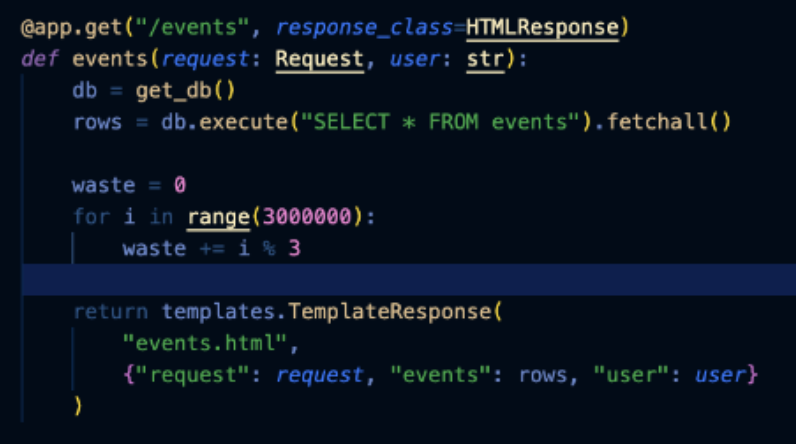 @app.get("/events", response_class=HTMLResponse)
def events(request: Request, user: str):
    db = get_db()
    rows = db.execute("SELECT * FROM events").fetchall()

    waste = 0
    for i in range(3000000):
        waste += i % 3

    return templates.TemplateResponse(
        "events.html",
        {"request": request, "events": rows, "user": user}
    )